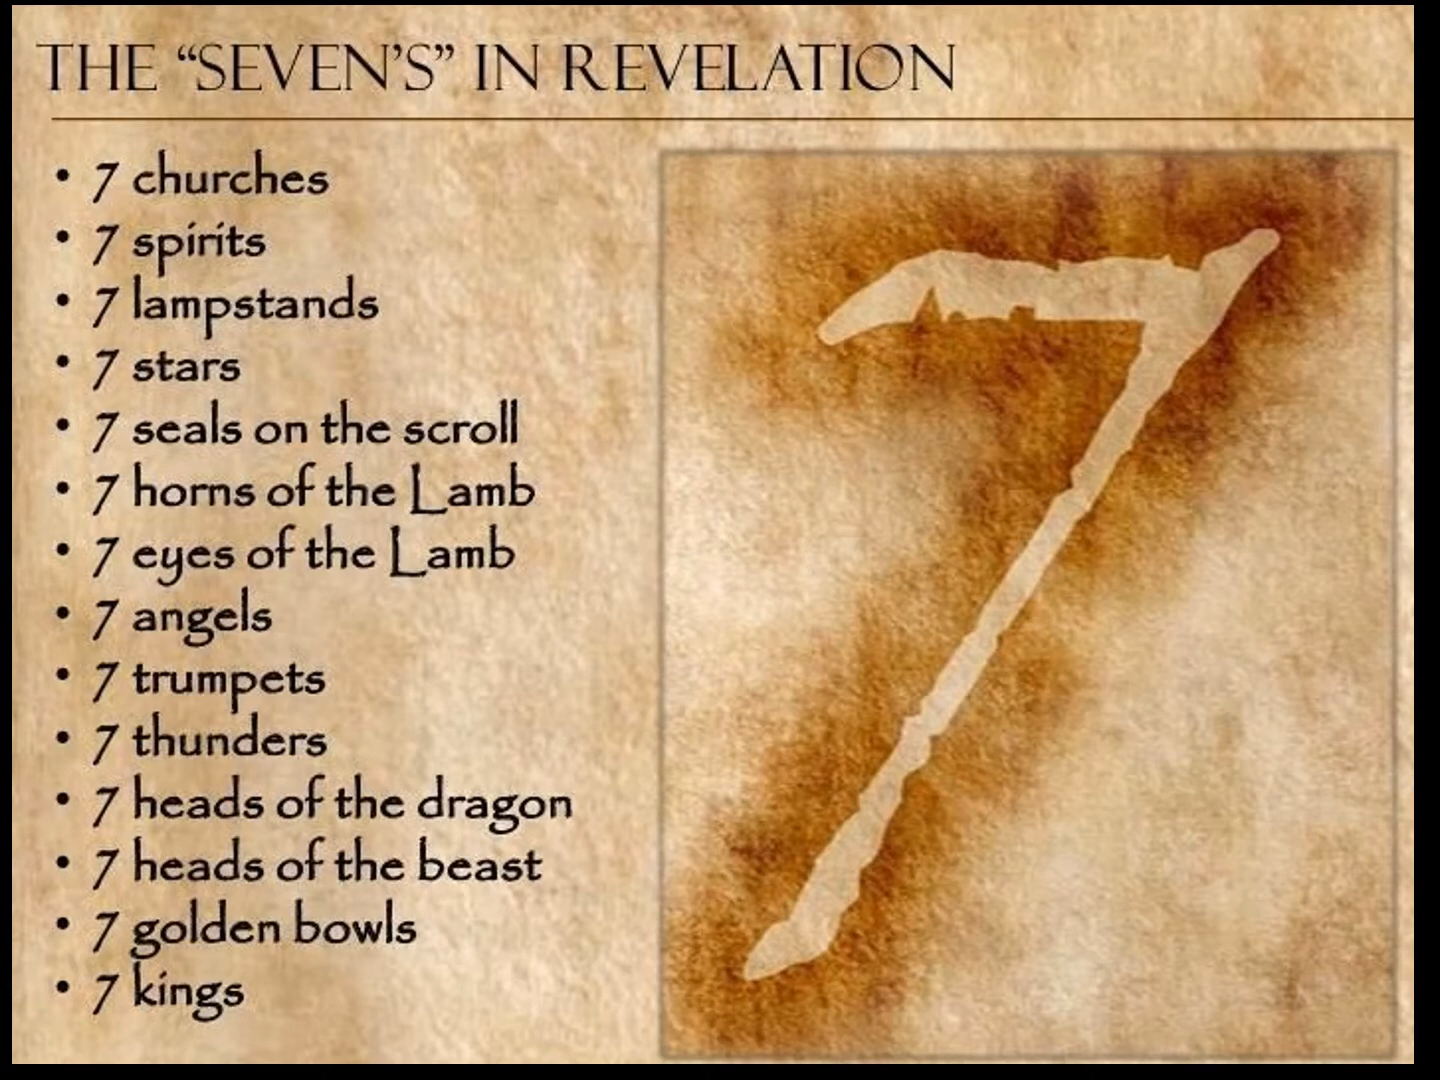 THE “SEVEN’S” IN REVELATION
• 7 churches
• 7 spirits
• 7 lampstands
• 7 stars
• 7 seals on the scroll
• 7 horns of the Lamb
• 7 eyes of the Lamb
• 7 angels
• 7 trumpets
• 7 thunders
• 7 heads of the dragon
• 7 heads of the beast
• 7 golden bowls
• 7 kings
7